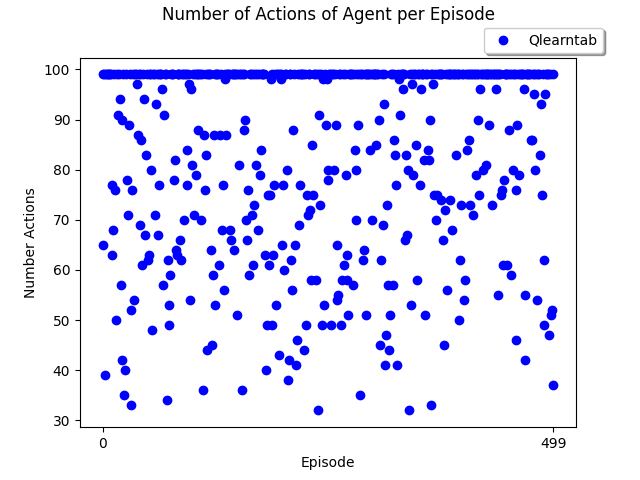 Number of Actions of Agent per Episode
Qlearntab
100
90
80
70
60
50
40
30
Number Actions
0
499
Episode